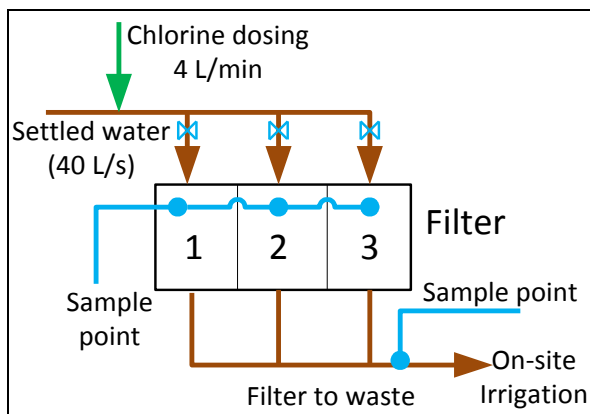 Chlorine dosing
4 L/min
Settled water
(40 L/s)
Filter
1 2 3
Sample
point
Sample point
Filter to waste
On-site
Irrigation